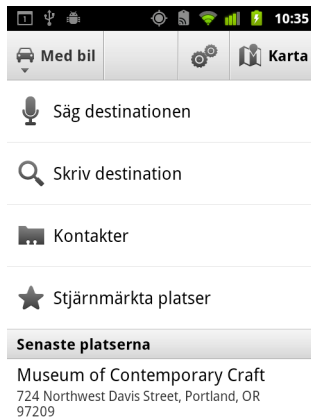 1
10:35
Med bil
Karta
Säg destinationen
Skriv destination
Kontakter
Stjärnmärkta platser
Senaste platserna
Museum of Contemporary Craft
724 Northwest Davis Street, Portland, OR
97209